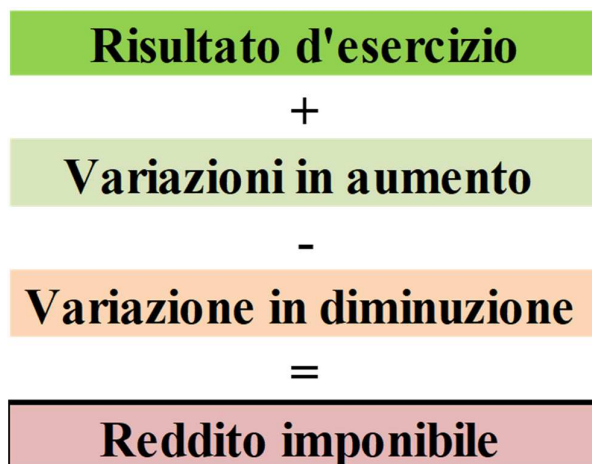 Risultato d'esercizio
+
Variazioni in aumento
-
Variazione in diminuzione
=
Reddito imponibile